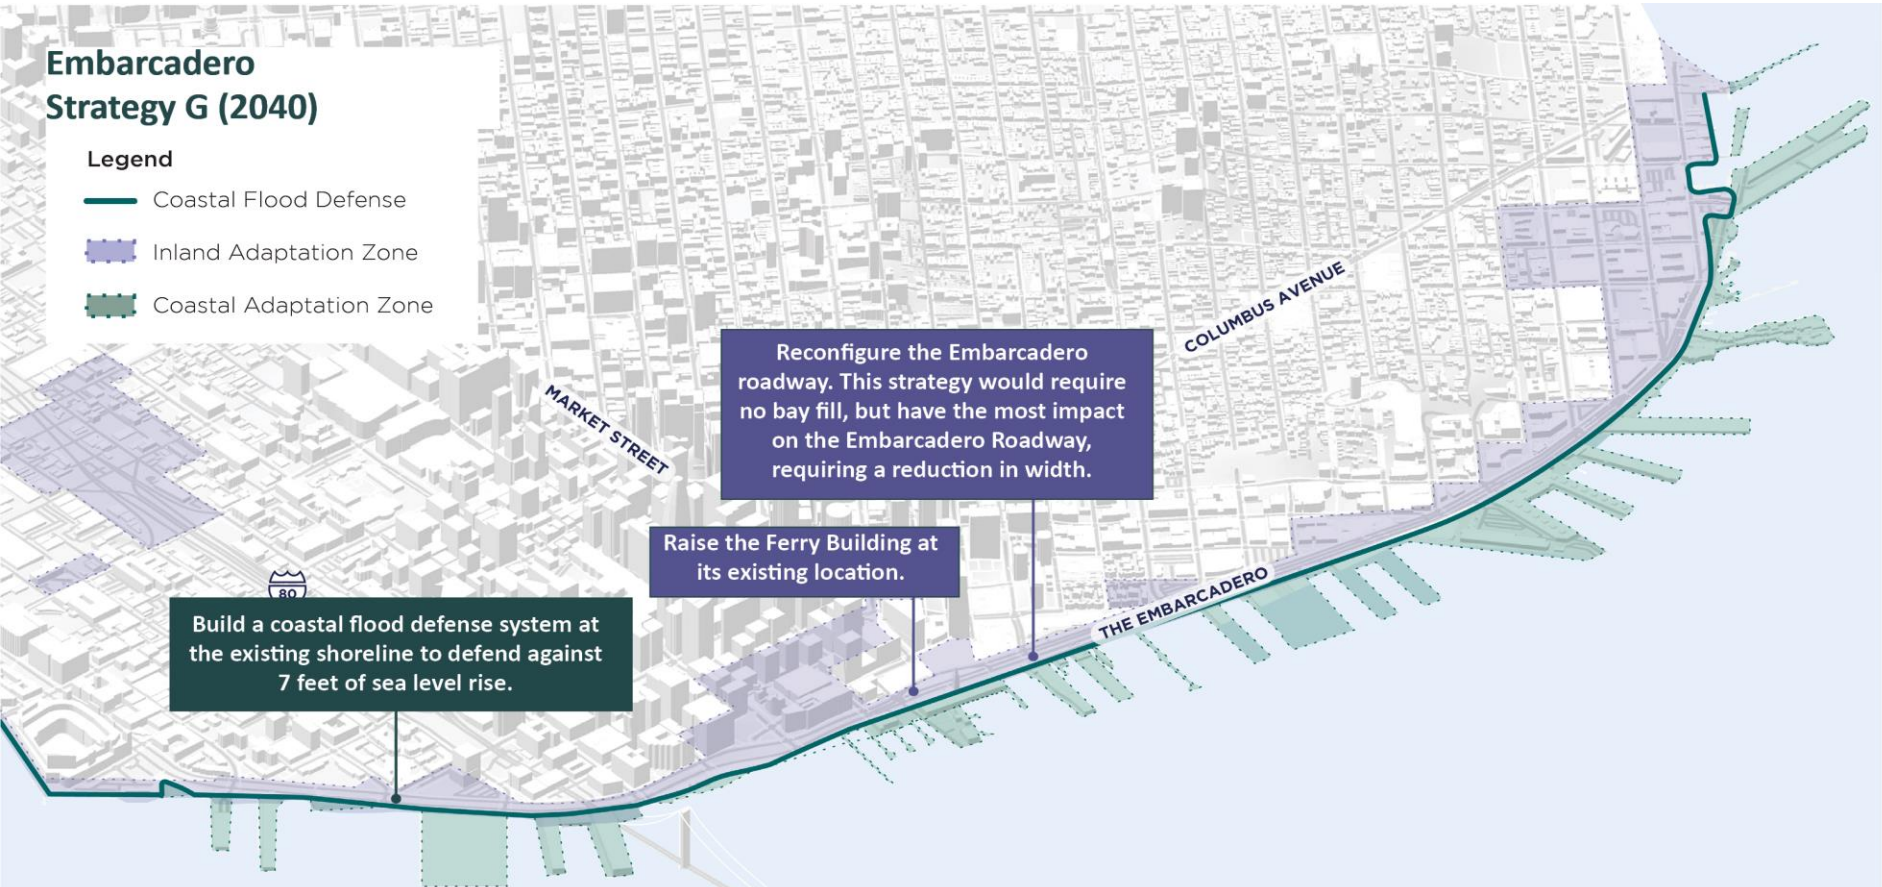 Embarcadero
Strategy G (2040)
Legend
Coastal Flood Defense
Inland Adaptation Zone
Coastal Adaptation Zone
COLUMBUS AVENUE
MARKET STREET
Reconfigure the Embarcadero
roadway. This strategy would require
no bay fill, but have the most impact
on the Embarcadero Roadway,
requiring a reduction in width.
Raise the Ferry Building at
its existing location.
THE EMBARCADERO
80
Build a coastal flood defense system at
the existing shoreline to defend against
7 feet of sea level rise.